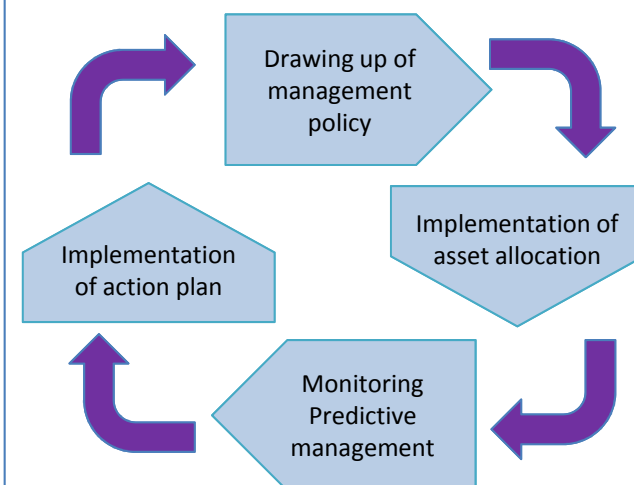 Drawing up of
management
policy
Implementation of
asset allocation
Monitoring
Predictive
management
Implementation
of action plan